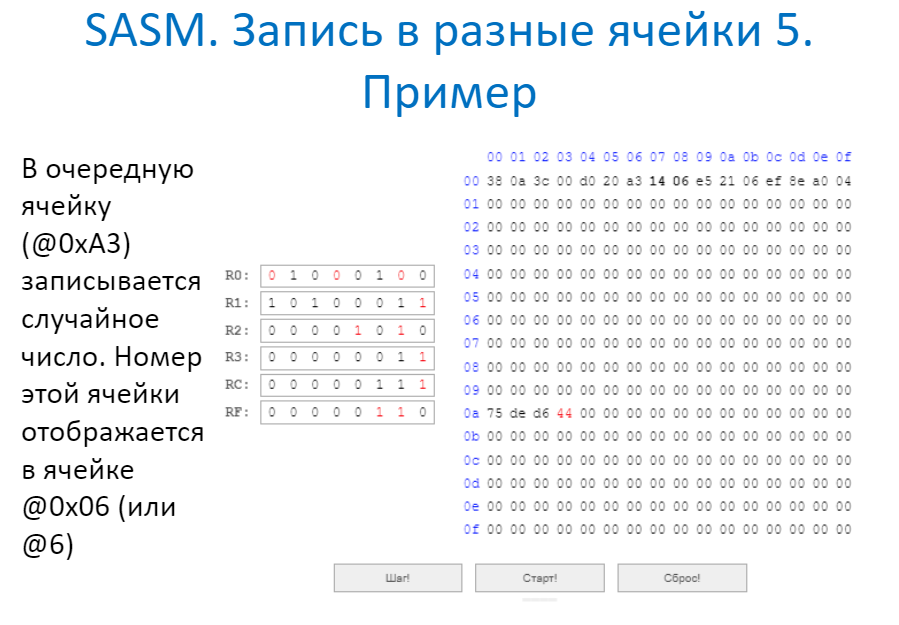 SASM. Запись в разные ячейки 5.
Пример
В очередную
ячейку
(@0xA3)
записывается
случайное
число. Номер
этой ячейки
отображается
в ячейке
@0x06 (или
@6)
R0: 0 1 0 0 0 1 0 0
R1: 1 0 1 0 0 0 1 1
R2: 0 0 0 0 1 0 1 0
R3: 0 0 0 0 0 0 1 1
RC: 0 0 0 0 0 1 1 1
RF: 0 0 0 0 0 1 1 0
00 01 02 03 04 05 06 07 08 09 0a 0b 0c 0d 0e 0f
00 38 0a 3c 00 d0 20 a3 14 06 e5 21 06 ef 8e a0 04
01 00 00 00 00 00 00 00 00 00 00 00 00 00 00 00 00
02 00 00 00 00 00 00 00 00 00 00 00 00 00 00 00 00
03 00 00 00 00 00 00 00 00 00 00 00 00 00 00 00 00
04 00 00 00 00 00 00 00 00 00 00 00 00 00 00 00 00
05 00 00 00 00 00 00 00 00 00 00 00 00 00 00 00 00
06 00 00 00 00 00 00 00 00 00 00 00 00 00 00 00 00
07 00 00 00 00 00 00 00 00 00 00 00 00 00 00 00 00
08 00 00 00 00 00 00 00 00 00 00 00 00 00 00 00 00
09 00 00 00 00 00 00 00 00 00 00 00 00 00 00 00 00
0a 75 de d6 44 00 00 00 00 00 00 00 00 00 00 00 00
0b 00 00 00 00 00 00 00 00 00 00 00 00 00 00 00 00
0c 00 00 00 00 00 00 00 00 00 00 00 00 00 00 00 00
0d 00 00 00 00 00 00 00 00 00 00 00 00 00 00 00 00
0e 00 00 00 00 00 00 00 00 00 00 00 00 00 00 00 00
0f 00 00 00 00 00 00 00 00 00 00 00 00 00 00 00 00
Шаг! Старт! Сброс!